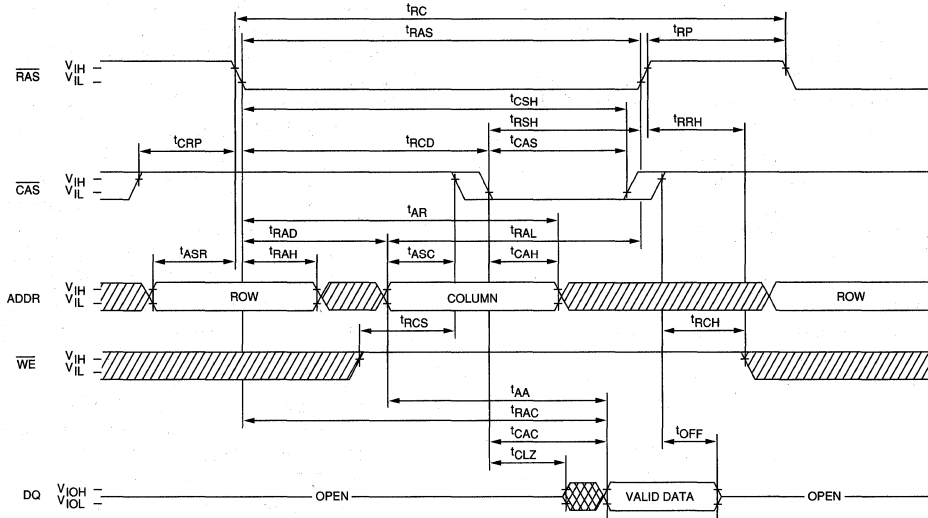 tRC
tRAS
tRP
RAS
VIH
VIL
tCSH
tRSH
tRRH
tCRP
tRCD
tCAS
CAS
VIH
VIL
tAR
tRAD
tRAL
tASR
tRAH
tASC
tCAH
ADDR
VIH
VIL
ROW
COLUMN
ROW
tRCS
tRCH
WE
VIH
VIL
tAA
tRAC
tCAC
tOFF
tCLZ
DQ
VIOH
VIOL
OPEN
VALID DATA
OPEN